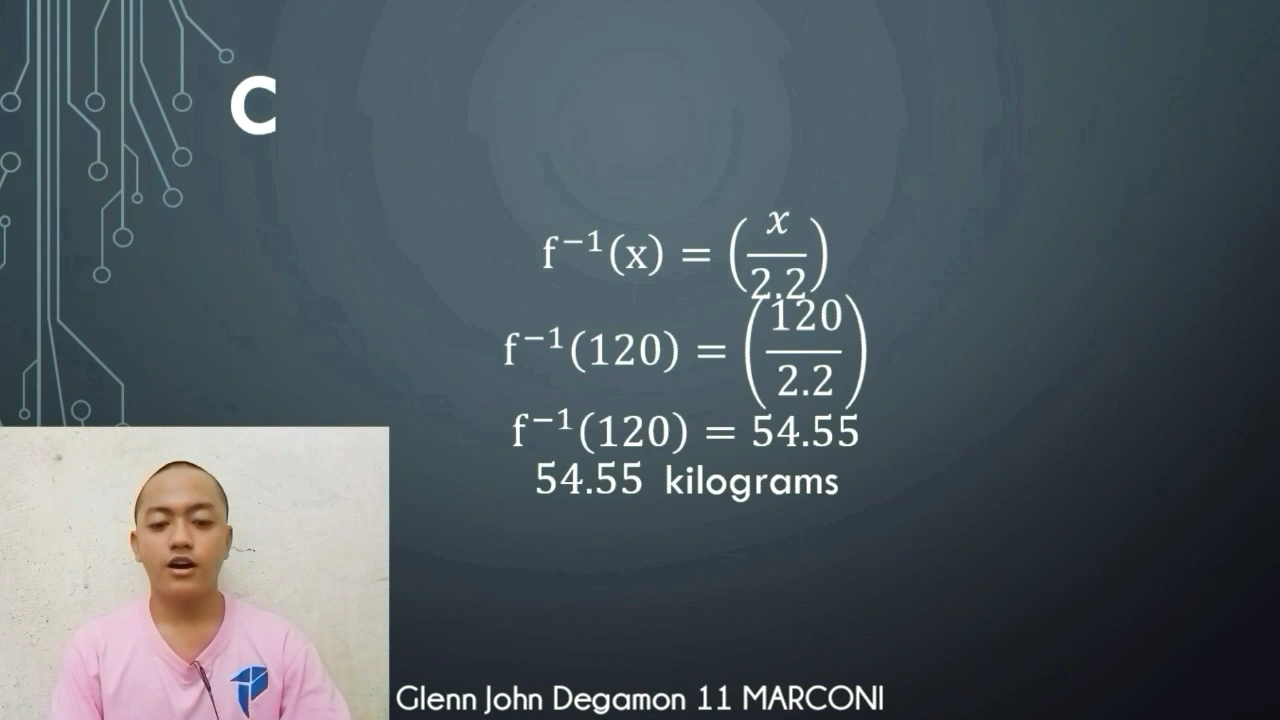 C
f⁻¹(x) = (x/2.2)
f⁻¹(120) = (120/2.2)
f⁻¹(120) = 54.55
54.55 kilograms
Glenn John Degamon 11 MARCONI